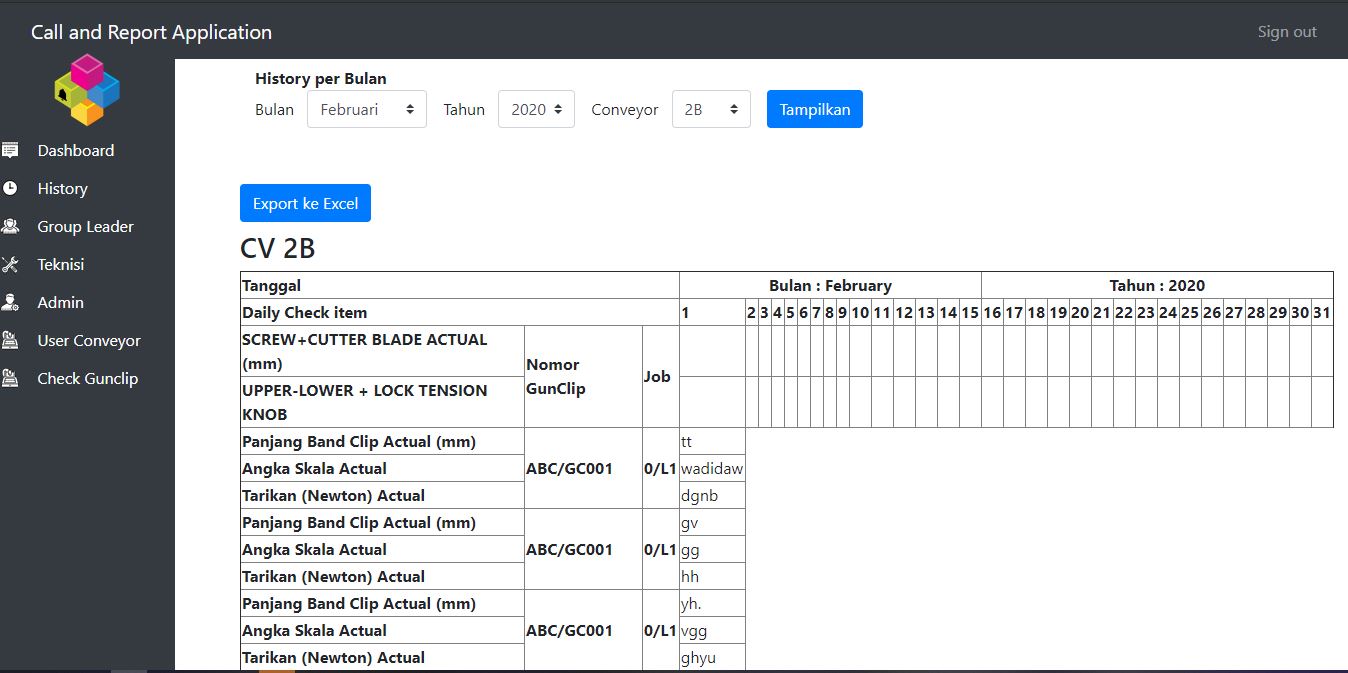 Call and Report Application
Sign out
Dashboard
History
Group Leader
Teknisi
Admin
User Conveyor
Check Gunclip
History per Bulan
Bulan Februari Tahun 2020 Conveyor 2B Tampilkan
Export ke Excel
CV 2B
Tanggal Bulan : February Tahun : 2020
Daily Check item 1 2 3 4 5 6 7 8 9 10 11 12 13 14 15 16 17 18 19 20 21 22 23 24 25 26 27 28 29 30 31
SCREW+CUTTER BLADE ACTUAL
(mm)
Nomor
GunClip
Job
UPPER-LOWER + LOCK TENSION
KNOB
Panjang Band Clip Actual (mm) tt
Angka Skala Actual ABC/GC001 0/L1 wadidaw
Tarikan (Newton) Actual dgnb
Panjang Band Clip Actual (mm) gv
Angka Skala Actual ABC/GC001 0/L1 gg
Tarikan (Newton) Actual hh
Panjang Band Clip Actual (mm) yh.
Angka Skala Actual ABC/GC001 0/L1 vgg
Tarikan (Newton) Actual ghyu